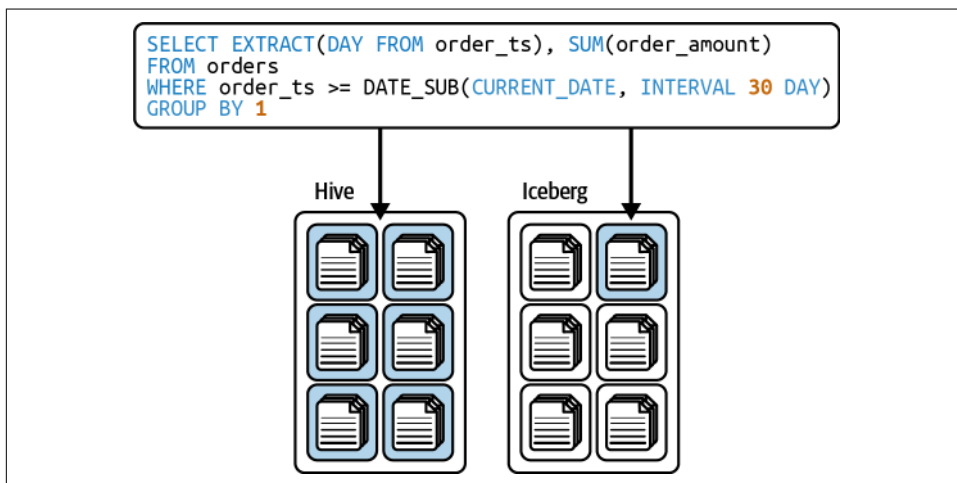 SELECT EXTRACT(DAY FROM order_ts), SUM(order_amount)
FROM orders
WHERE order_ts >= DATE_SUB(CURRENT_DATE, INTERVAL 30 DAY)
GROUP BY 1
Hive
Iceberg